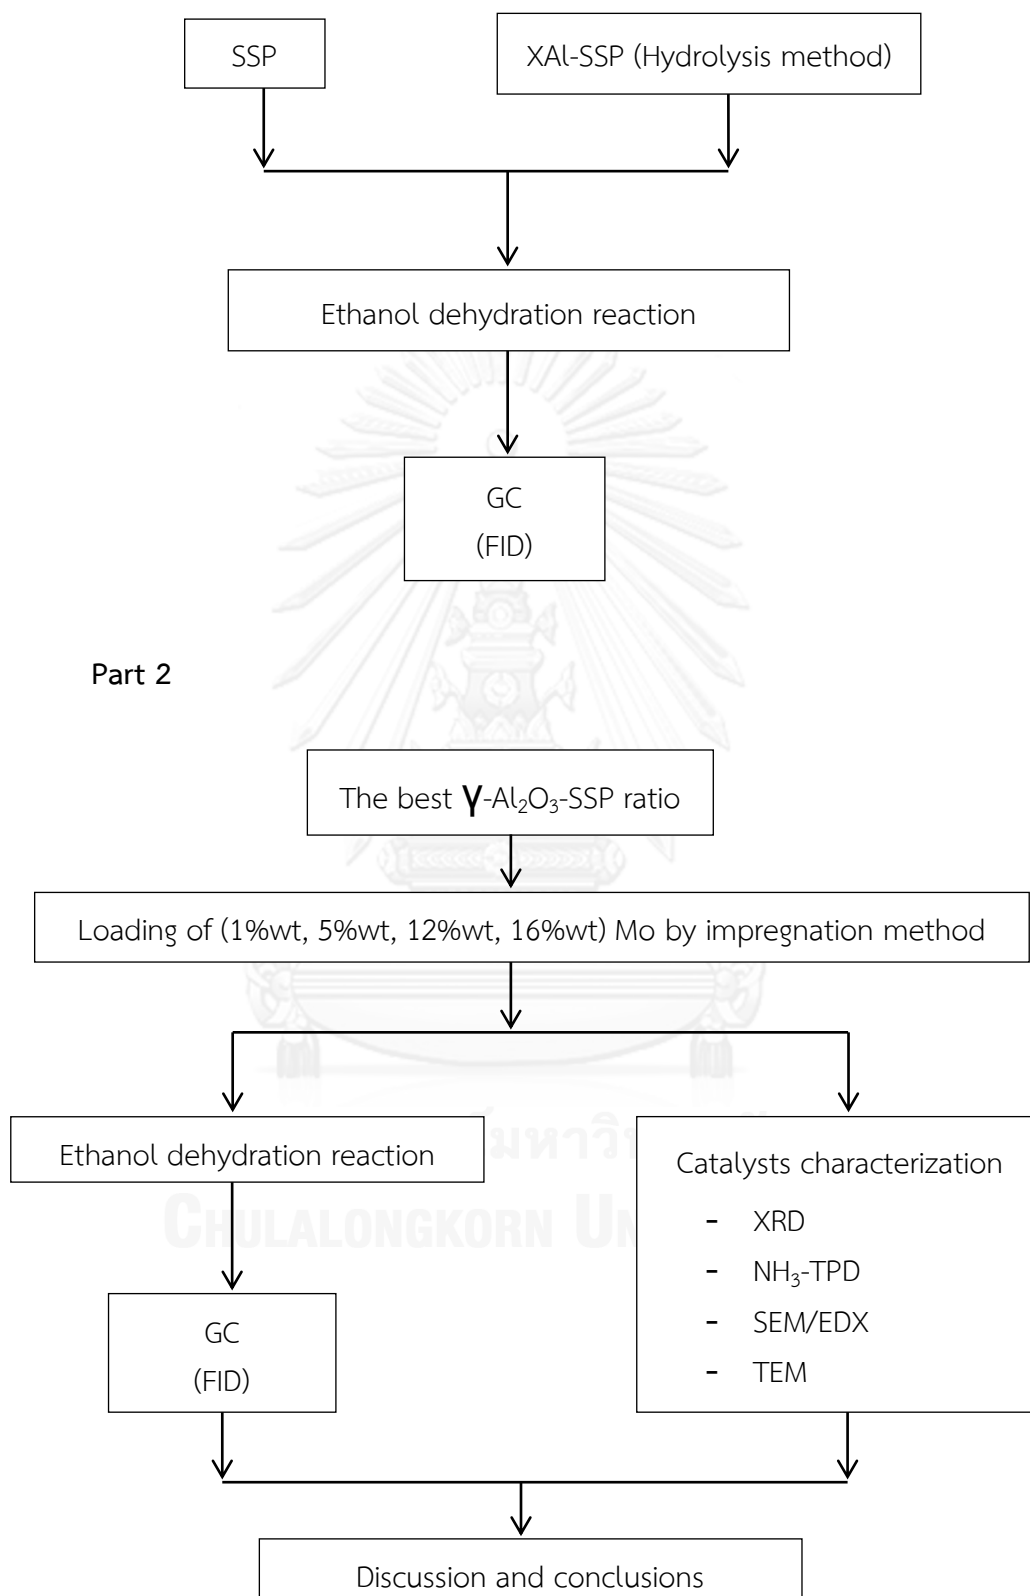 SSP
XAl-SSP (Hydrolysis method)
Ethanol dehydration reaction
GC
(FID)
Part 2
The best γ-Al₂O₃-SSP ratio
Loading of (1%wt, 5%wt, 12%wt, 16%wt) Mo by impregnation method
Ethanol dehydration reaction
Catalysts characterization
- XRD
- NH₃-TPD
- SEM/EDX
- TEM
GC
(FID)
Discussion and conclusions
CHULALONGKORN